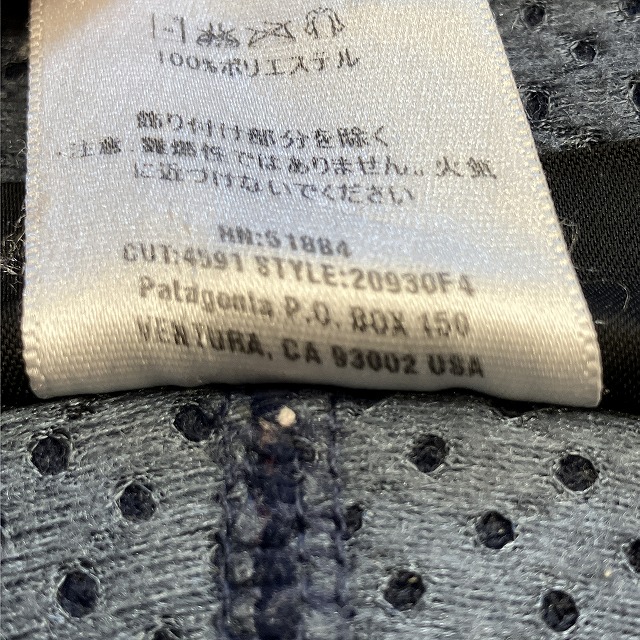 100%ポリエステル
飾り付け部分を除く
注意.難燃性ではありません。火気
に近づけないでください
RN:51884
CUT:4591 STYLE:20930F4
Patagonia P.O. BOX 150
VENTURA, CA 93002 USA